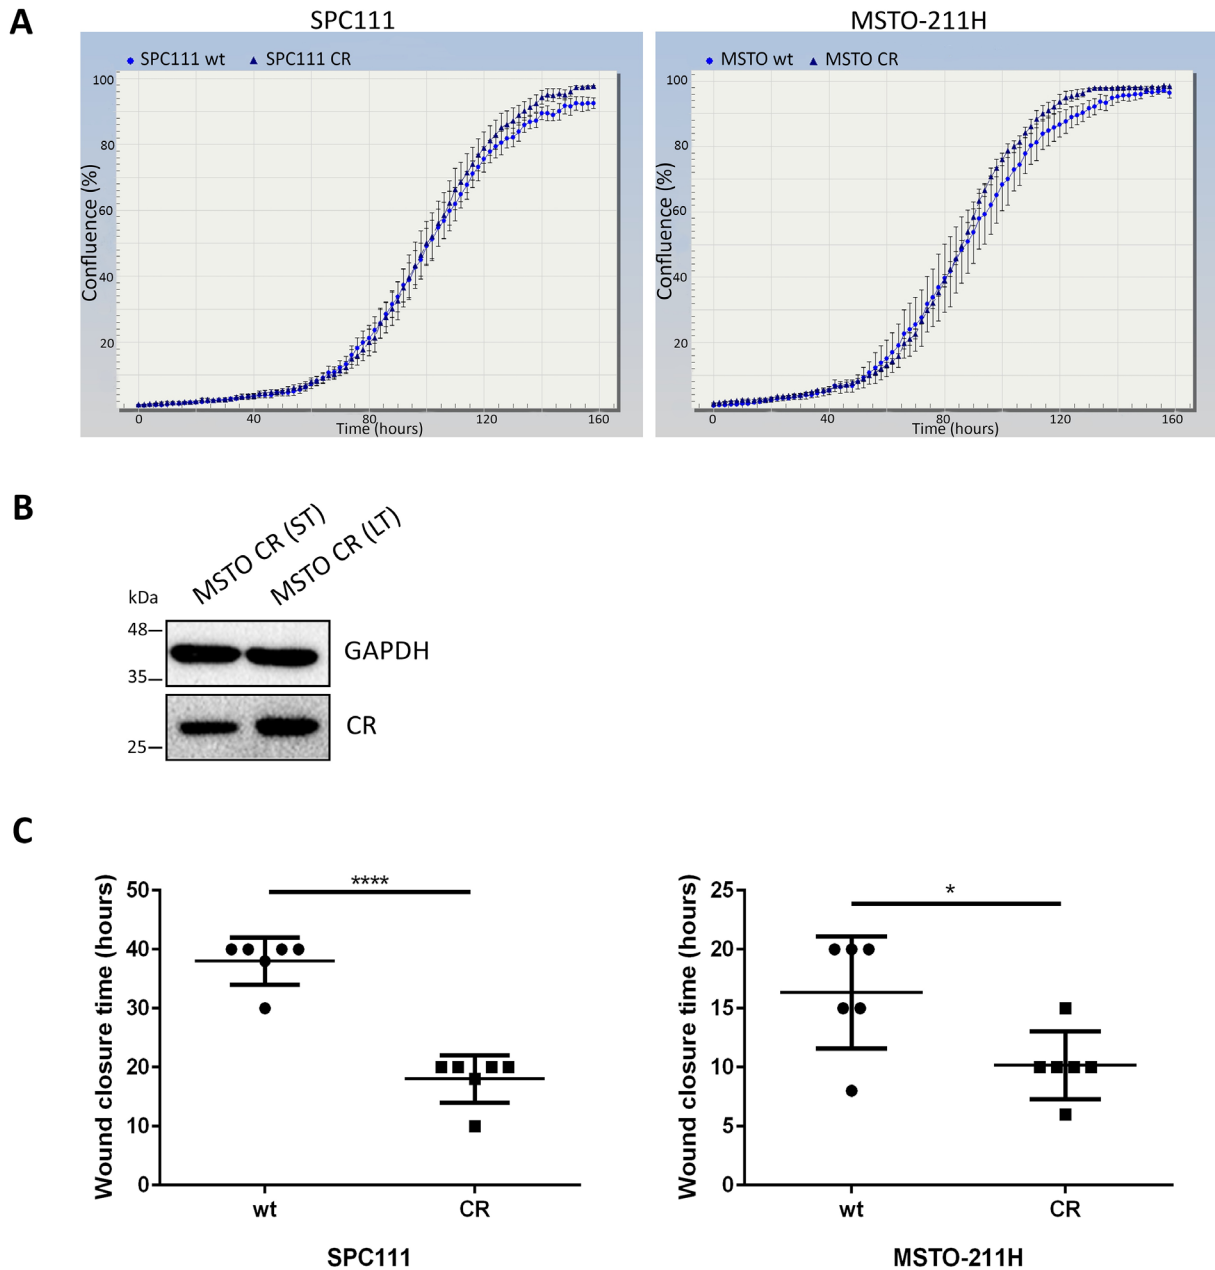 A
SPC111
MSTO-211H
SPC111 wt SPC111 CR
MSTO wt MSTO CR
Confluence (%)
100
80
60
40
20
0 40 80 120 160
Time (hours)
Confluence (%)
100
80
60
40
20
0 40 80 120 160
Time (hours)
B
MSTO CR (ST)
MSTO CR (LT)
kDa
48
35
GAPDH
25
CR
C
Wound closure time (hours)
50
40
30
20
10
0
****
wt CR
SPC111
Wound closure time (hours)
25
20
15
10
5
0
*
wt CR
MSTO-211H